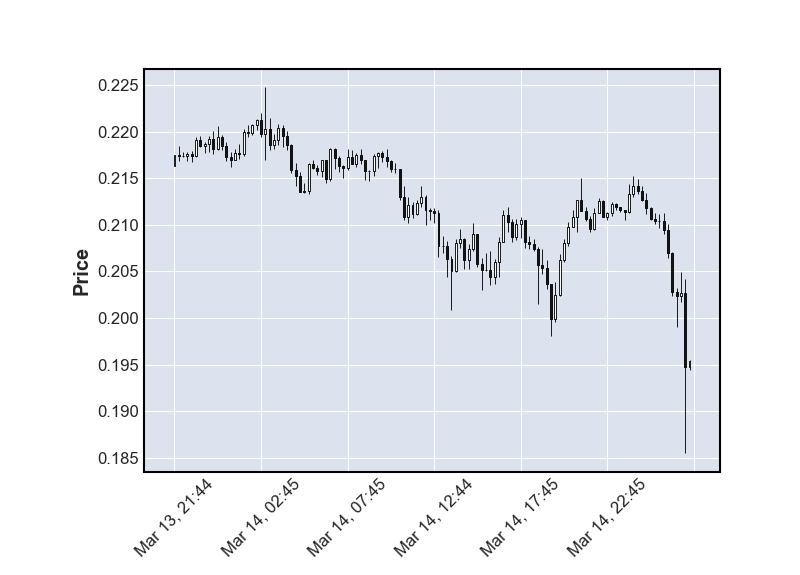 0.225
0.220
0.215
0.210
0.205
0.200
0.195
0.190
0.185
Price
Mar 13, 21:44
Mar 14, 02:45
Mar 14, 07:45
Mar 14, 12:44
Mar 14, 17:45
Mar 14, 22:45